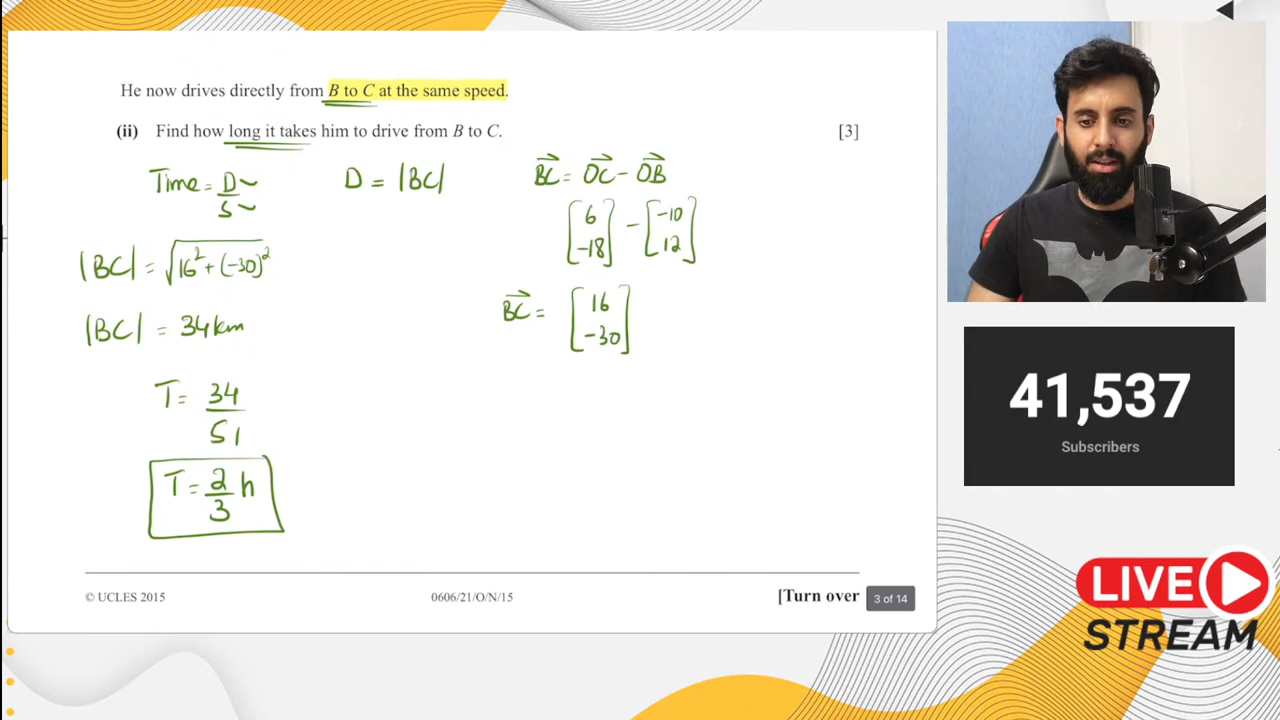 He now drives directly from B to C at the same speed.
(ii) Find how long it takes him to drive from B to C. [3]
Time = D/S
D = |BC|
BC = OC - OB
[6 -18] - [-10 12]
BC = [16 -30]
|BC| = √16² + (-30)²
|BC| = 34km
T = 34/51
T = 2/3 h
© UCLES 2015 0606/21/O/N/15 [Turn over
3 of 14
41,537
Subscribers
LIVE
STREAM